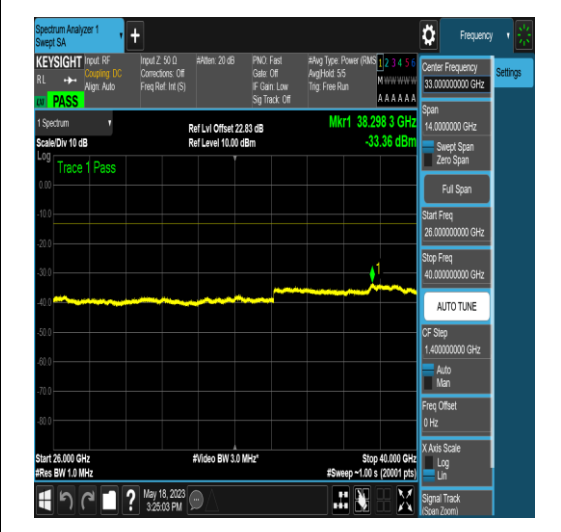 Spectrum Analyzer 1
Swept SA
Frequency
KEYSIGHT
RL
Input: RF
Coupling: DC
Align: Auto
Input Z: 50 Ω
Corrections: Off
Freq Ref: Int (S)
#Atten: 20 dB
PNO: Fast
Gate: Off
IF Gain: Low
Sig Track: Off
#Avg Type: Power (RMS
Avg|Hold: 5/5
Trig: Free Run
1 2 3 4 5 6
M W W W W W
A A A A A A
PASS
1 Spectrum
Scale/Div 10 dB
Ref Lvl Offset 22.83 dB
Ref Level 10.00 dBm
Mkr1 38.298 3 GHz
-33.36 dBm
Log
Trace 1 Pass
0.00
-10.0
-20.0
-30.0
-40.0
-50.0
-60.0
-70.0
-80.0
1
Start 26.000 GHz
#Res BW 1.0 MHz
#Video BW 3.0 MHz*
Stop 40.000 GHz
#Sweep ~1.00 s (20001 pts)
May 18, 2023
3:25:03 PM
Center Frequency
33.000000000 GHz
Settings
Span
14.0000000 GHz
Swept Span
Zero Span
Full Span
Start Freq
26.000000000 GHz
Stop Freq
40.000000000 GHz
AUTO TUNE
CF Step
1.400000000 GHz
Auto
Man
Freq Offset
0 Hz
X Axis Scale
Log
Lin
Signal Track
(Span Zoom)